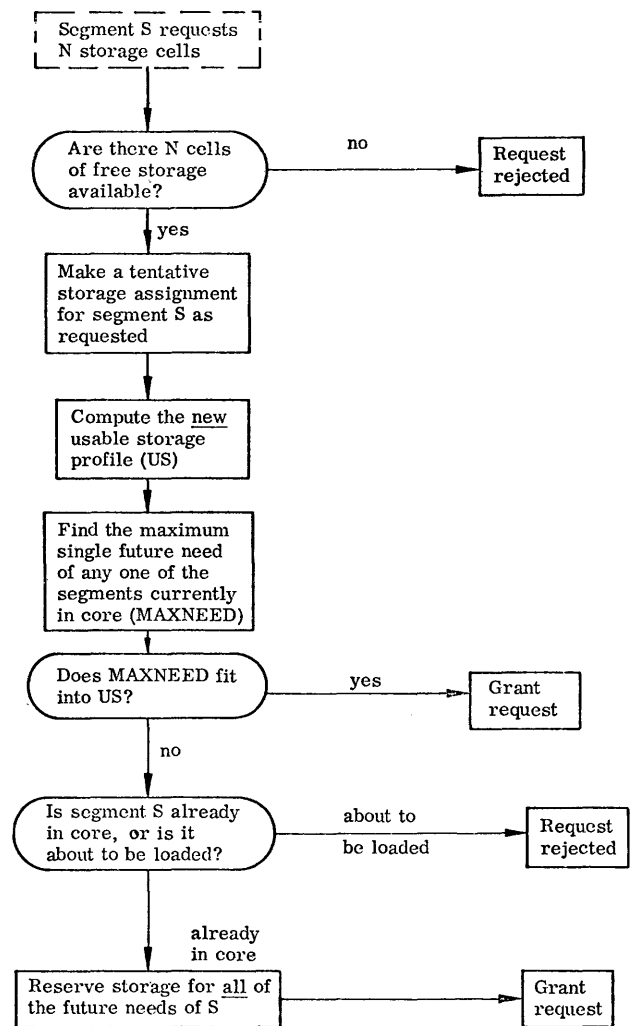 Segment S requests
N storage cells
Are there N cells
of free storage
available?
no
Request
rejected
yes
Make a tentative
storage assignment
for segment S as
requested
Compute the new
usable storage
profile (US)
Find the maximum
single future need
of any one of the
segments currently
in core (MAXNEED)
Does MAXNEED fit
into US?
yes
Grant
request
no
Is segment S already
in core, or is it
about to be loaded?
about to
be loaded
Request
rejected
already
in core
Reserve storage for all of
the future needs of S
Grant
request